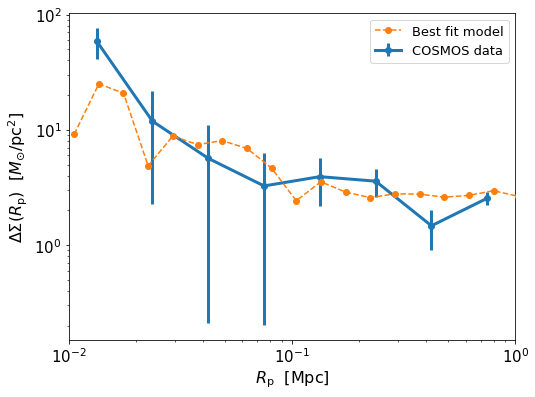 10²
Best fit model
COSMOS data
10¹
10⁰
ΔΣ(Rₚ) [M☉/pc²]
10⁻²
10⁻¹
10⁰
Rₚ [Mpc]